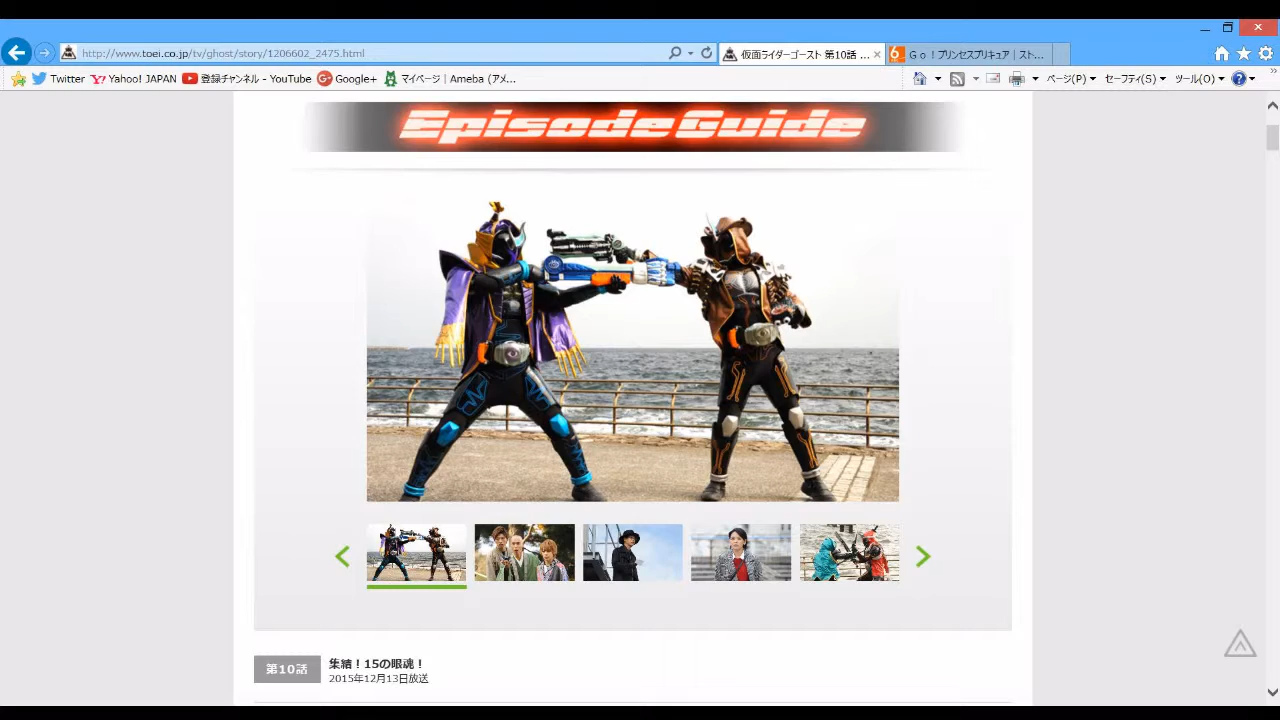 http://www.toei.co.jp/tv/ghost/story/1206602_2475.html
仮面ライダーゴースト 第10話 ...
Go！プリンセスプリキュア｜スト...
Twitter
Yahoo! JAPAN
登録チャンネル - YouTube
Google+
マイページ｜Ameba (アメ...
ページ(P)
セーフティ(S)
ツール(O)
Episode Guide
第10話
集結！15の眼魂！
2015年12月13日放送